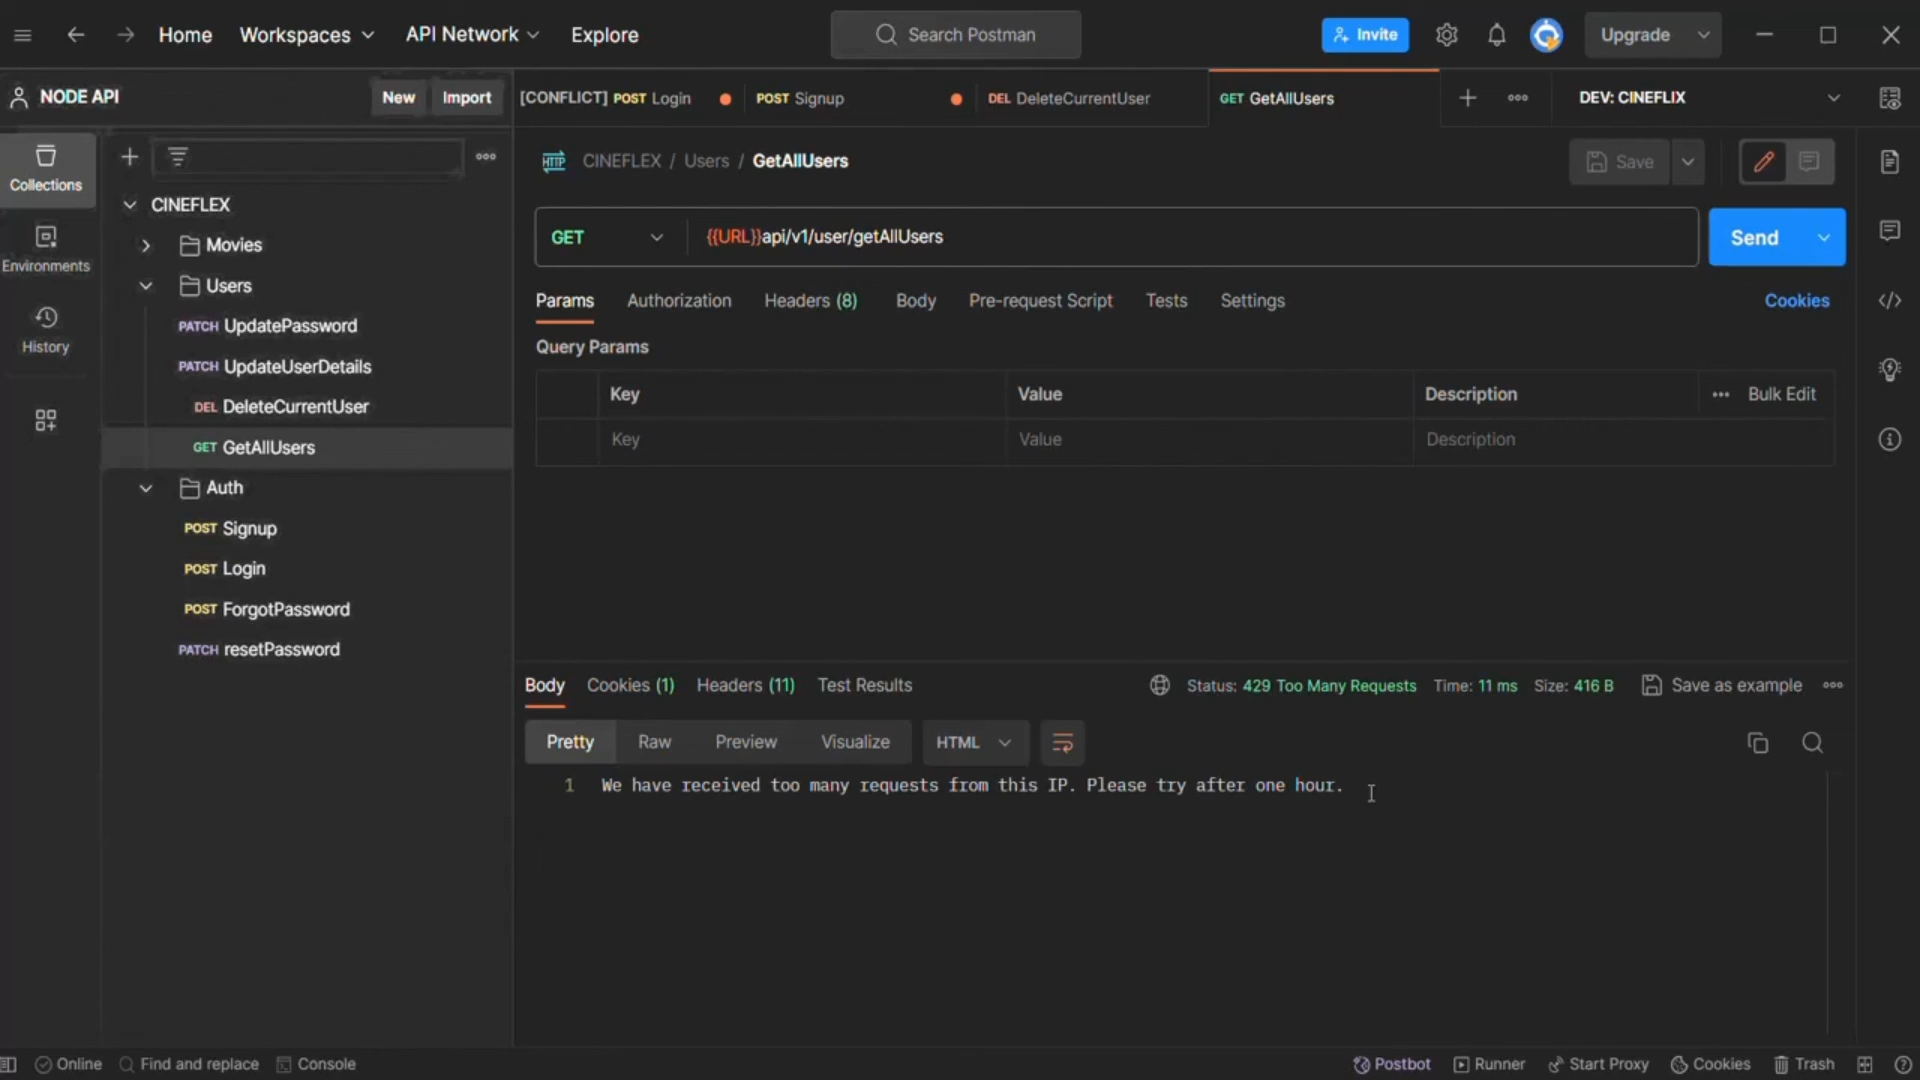 Home Workspaces API Network Explore Search Postman Invite Upgrade
NODE API New Import [CONFLICT] POST Login POST Signup DEL DeleteCurrentUser GET GetAllUsers DEV: CINEFLIX
Collections
Environments
History
CINEFLEX
Movies
Users
PATCH UpdatePassword
PATCH UpdateUserDetails
DEL DeleteCurrentUser
GET GetAllUsers
Auth
POST Signup
POST Login
POST ForgotPassword
PATCH resetPassword
HTTP CINEFLEX / Users / GetAllUsers Save
GET {{URL}}api/v1/user/getAllUsers Send
Params Authorization Headers (8) Body Pre-request Script Tests Settings Cookies
Query Params
Key Value Description Bulk Edit
Key Value Description
Body Cookies (1) Headers (11) Test Results Status: 429 Too Many Requests Time: 11 ms Size: 416 B Save as example
Pretty Raw Preview Visualize HTML
1 We have received too many requests from this IP. Please try after one hour.
Online Find and replace Console Postbot Runner Start Proxy Cookies Trash